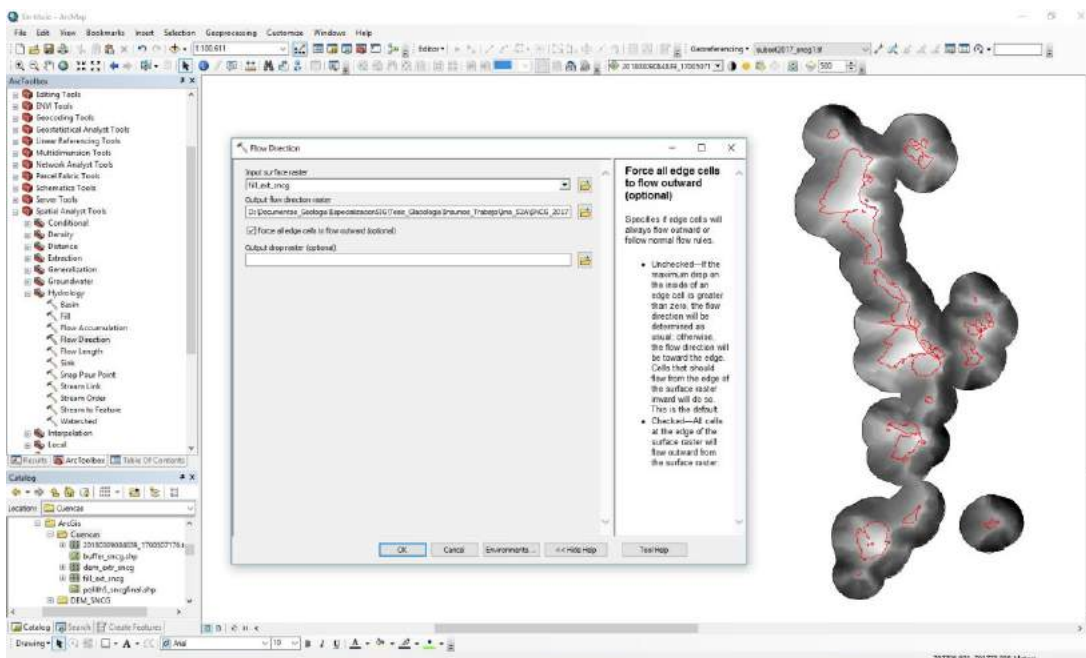 Sin título - ArcMap
File Edit View Bookmarks Insert Selection Geoprocessing Customize Windows Help
1:100,611
Editor
Georeferencing
500
ArcToolbox
Editing Tools
ENVI Tools
Geocoding Tools
Geostatistical Analyst Tools
Linear Referencing Tools
Multidimension Tools
Network Analyst Tools
Parcel Fabric Tools
Schematics Tools
Server Tools
Spatial Analyst Tools
Conditional
Density
Distance
Extraction
Generalization
Groundwater
Hydrology
Basin
Fill
Flow Accumulation
Flow Direction
Flow Length
Sink
Snap Pour Point
Stream Link
Stream Order
Stream to Feature
Watershed
Interpolation
Local
Results ArcToolbox Table Of Contents
Catalog
Location: Cuencas
ArcGis
Cuencas
buffer_sncg.shp
dem_extr_sncg
fill_ext_sncg
DEM_SNCG
Catalog Search Create Features
Drawing Arial 10 B I U A
Flow Direction
Input surface raster
fill_ext_sncg
Output flow direction raster
Force all edge cells to flow outward (optional)
Output drop raster (optional)
OK Cancel Environments... << Hide Help Tool Help
Force all edge cells
to flow outward
(optional)
Specifies if edge cells will
always flow outward or
follow normal flow rules.
• Unchecked—If the
maximum drop on
the inside of an
edge cell is greater
than zero, the flow
direction will be
determined as
usual; otherwise,
the flow direction will
be toward the edge.
Cells that should
flow from the edge of
the surface raster
inward will do so.
This is the default.
• Checked—All cells
at the edge of the
surface raster will
flow outward from
the surface raster.